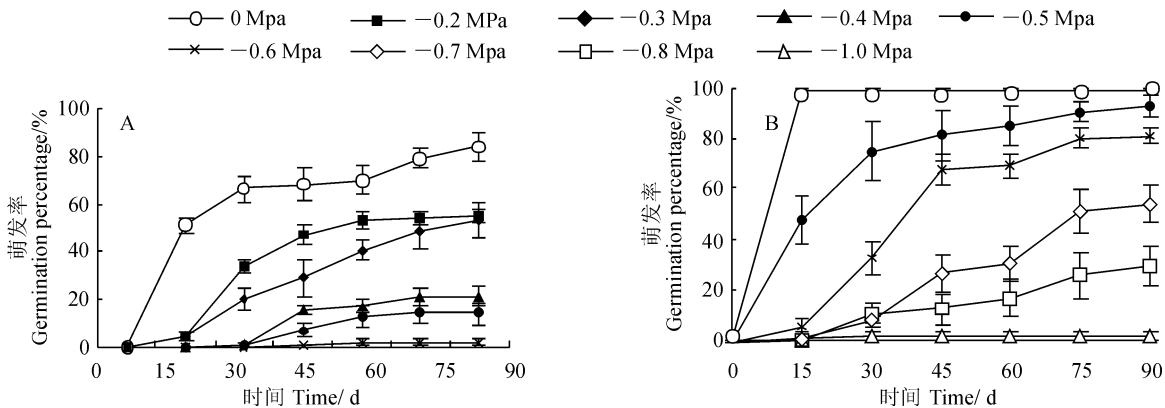 0 Mpa −0.2 MPa −0.3 Mpa −0.4 Mpa −0.5 Mpa
−0.6 Mpa −0.7 Mpa −0.8 Mpa −1.0 Mpa
A
萌发率
Germination percentage/%
100
80
60
40
20
0
0 15 30 45 60 75 90
时间 Time/ d
B
萌发率
Germination percentage/%
100
80
60
40
20
0
0 15 30 45 60 75 90
时间 Time/ d